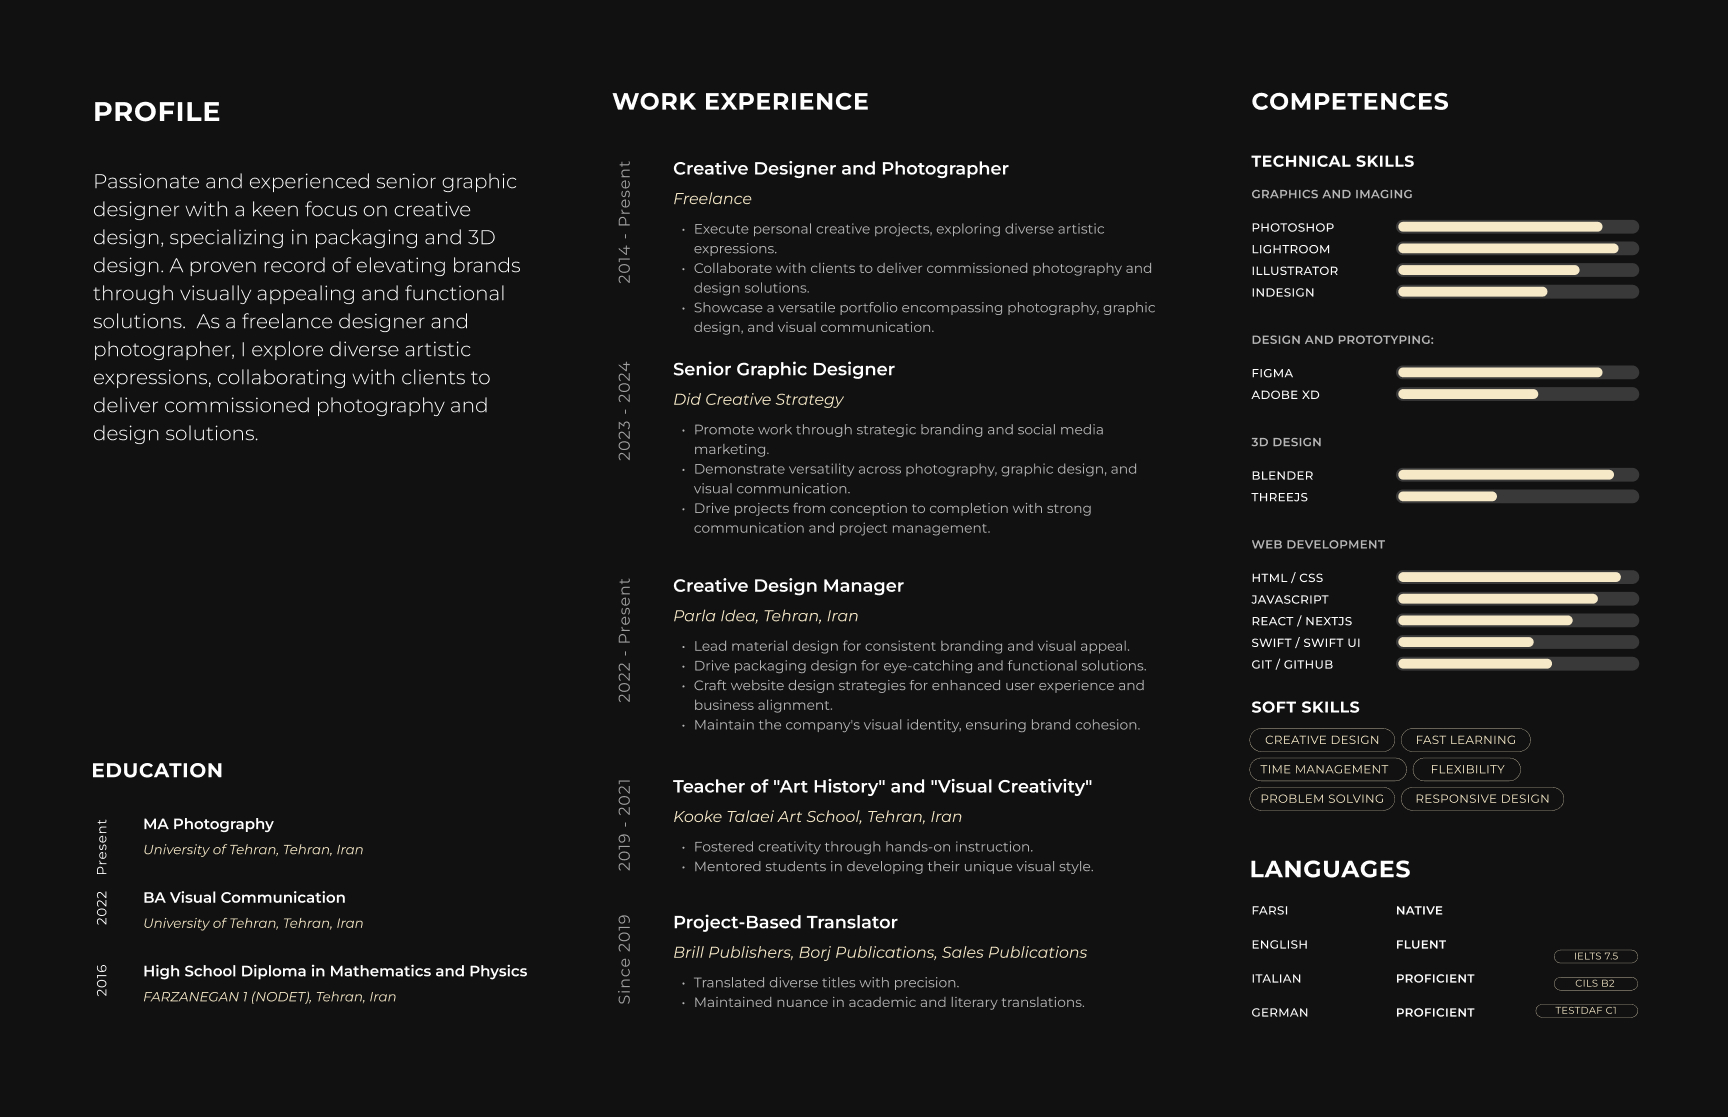 PROFILE
Passionate and experienced senior graphic
designer with a keen focus on creative
design, specializing in packaging and 3D
design. A proven record of elevating brands
through visually appealing and functional
solutions.  As a freelance designer and
photographer, I explore diverse artistic
expressions, collaborating with clients to
deliver commissioned photography and
design solutions.
EDUCATION
Present
MA Photography
University of Tehran, Tehran, Iran
2022
BA Visual Communication
University of Tehran, Tehran, Iran
2016
High School Diploma in Mathematics and Physics
FARZANEGAN 1 (NODET), Tehran, Iran
WORK EXPERIENCE
2014 - Present
Creative Designer and Photographer
Freelance
• Execute personal creative projects, exploring diverse artistic
expressions.
• Collaborate with clients to deliver commissioned photography and
design solutions.
• Showcase a versatile portfolio encompassing photography, graphic
design, and visual communication.
2023 - 2024
Senior Graphic Designer
Did Creative Strategy
• Promote work through strategic branding and social media
marketing.
• Demonstrate versatility across photography, graphic design, and
visual communication.
• Drive projects from conception to completion with strong
communication and project management.
2022 - Present
Creative Design Manager
Parla Idea, Tehran, Iran
• Lead material design for consistent branding and visual appeal.
• Drive packaging design for eye-catching and functional solutions.
• Craft website design strategies for enhanced user experience and
business alignment.
• Maintain the company's visual identity, ensuring brand cohesion.
2019 - 2021
Teacher of "Art History" and "Visual Creativity"
Kooke Talaei Art School, Tehran, Iran
• Fostered creativity through hands-on instruction.
• Mentored students in developing their unique visual style.
Since 2019
Project-Based Translator
Brill Publishers, Borj Publications, Sales Publications
• Translated diverse titles with precision.
• Maintained nuance in academic and literary translations.
COMPETENCES
TECHNICAL SKILLS
GRAPHICS AND IMAGING
PHOTOSHOP
LIGHTROOM
ILLUSTRATOR
INDESIGN
DESIGN AND PROTOTYPING:
FIGMA
ADOBE XD
3D DESIGN
BLENDER
THREEJS
WEB DEVELOPMENT
HTML / CSS
JAVASCRIPT
REACT / NEXTJS
SWIFT / SWIFT UI
GIT / GITHUB
SOFT SKILLS
CREATIVE DESIGN FAST LEARNING
TIME MANAGEMENT FLEXIBILITY
PROBLEM SOLVING RESPONSIVE DESIGN
LANGUAGES
FARSI NATIVE
ENGLISH FLUENT
IELTS 7.5
ITALIAN PROFICIENT
CILS B2
GERMAN PROFICIENT
TESTDAF C1